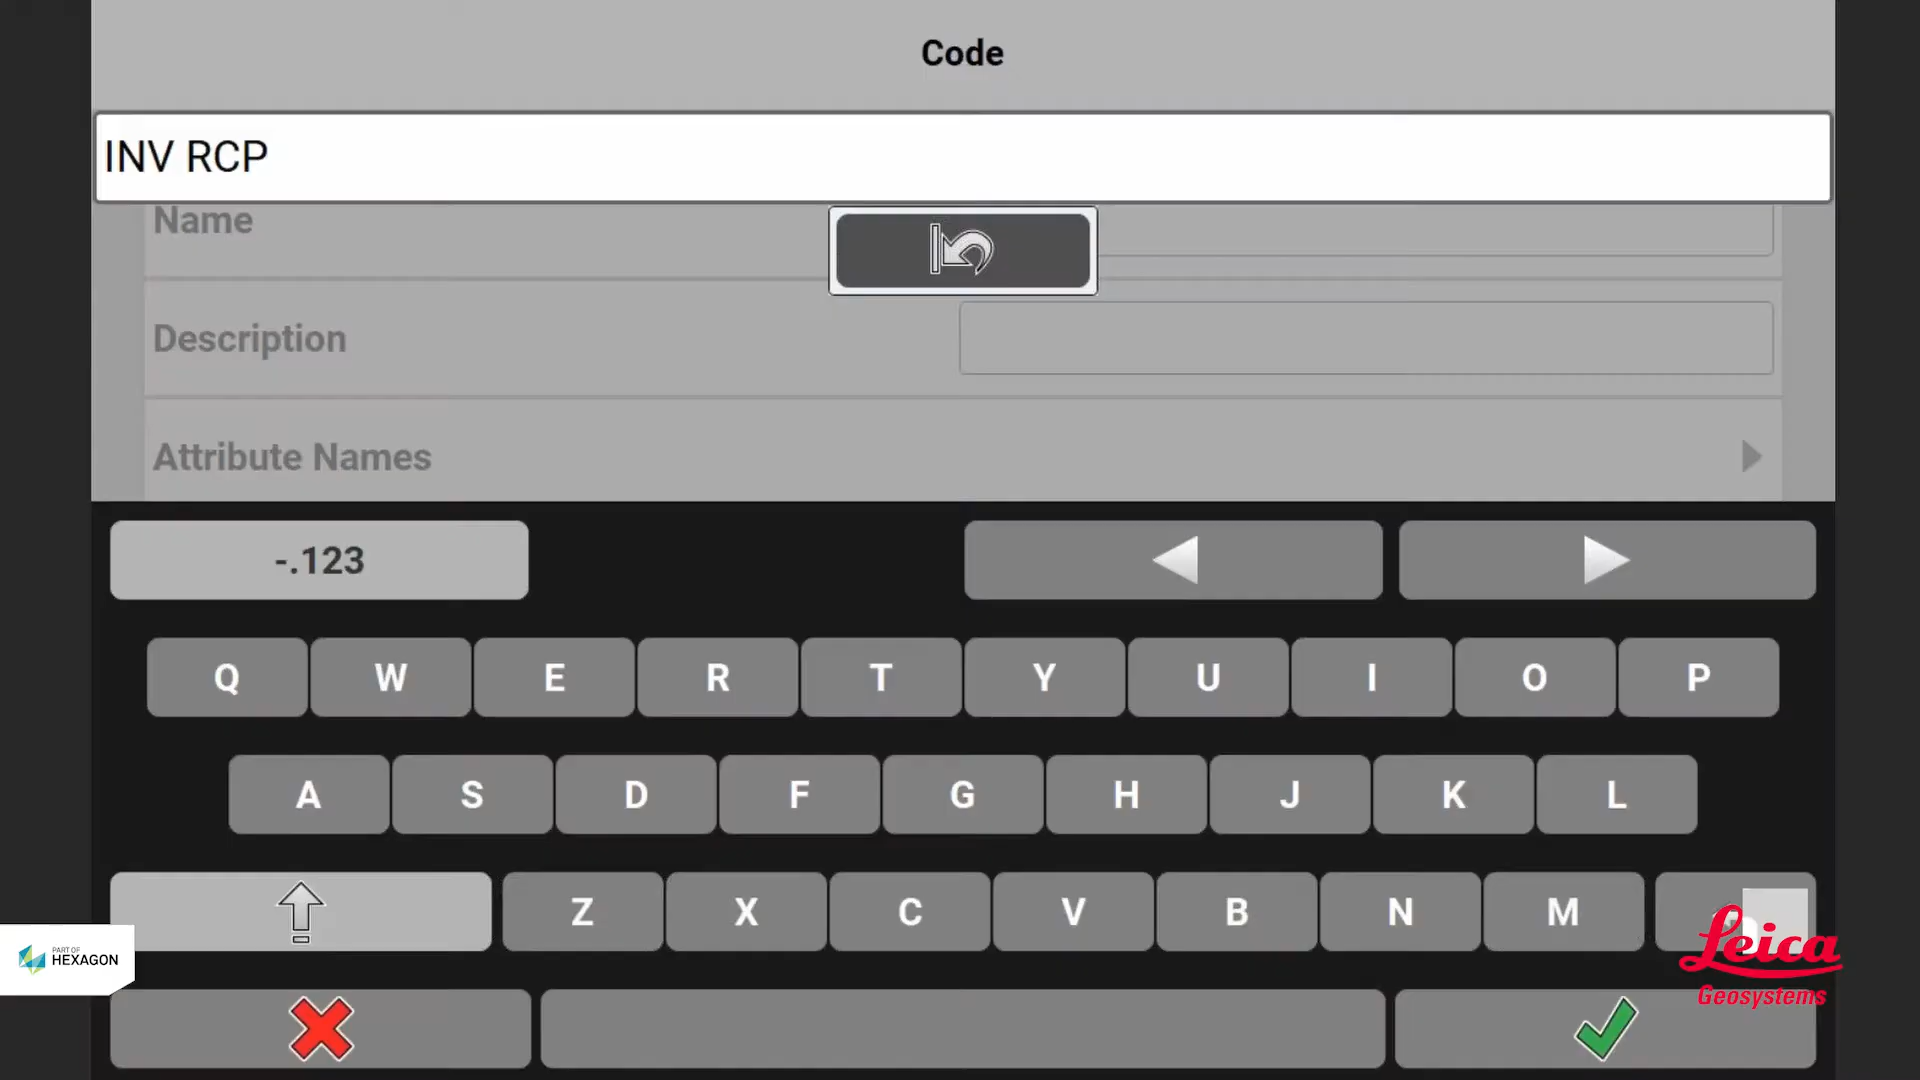 Code
INV RCP
Name
Description
Attribute Names
-.123
Q W E R T Y U I O P
A S D F G H J K L
Z X C V B N M
PART OF
HEXAGON
Leica
Geosystems